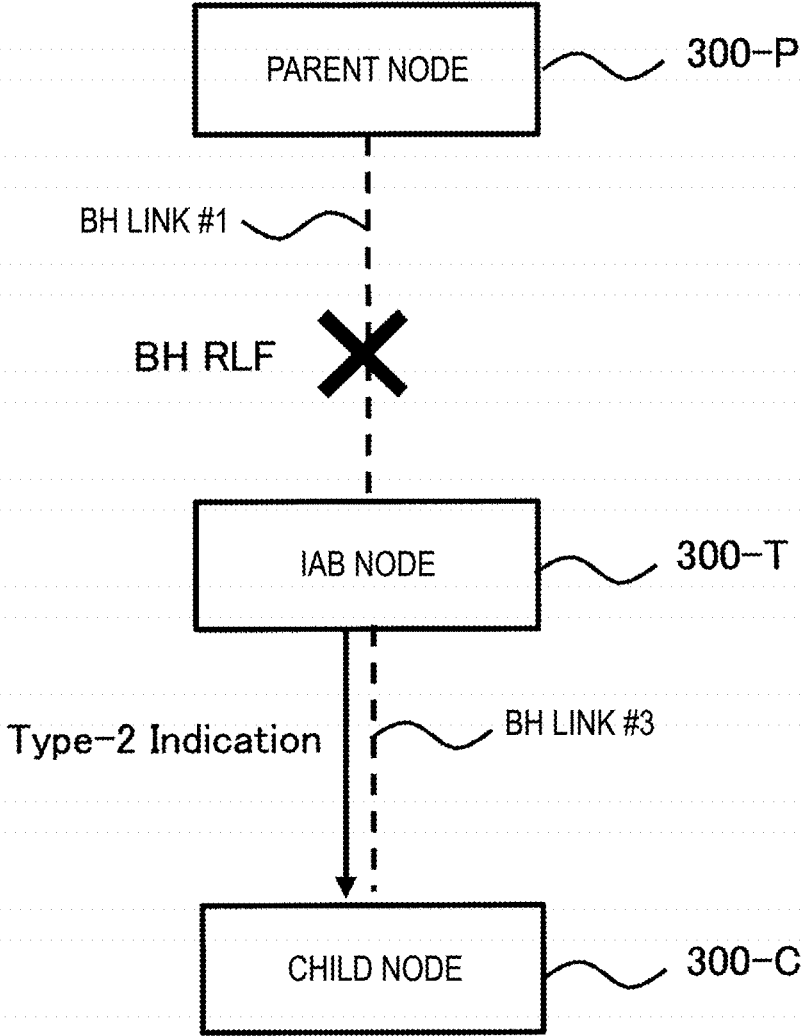 PARENT NODE
300-P
BH LINK #1
BH RLF
IAB NODE
300-T
Type-2 Indication
BH LINK #3
CHILD NODE
300-C